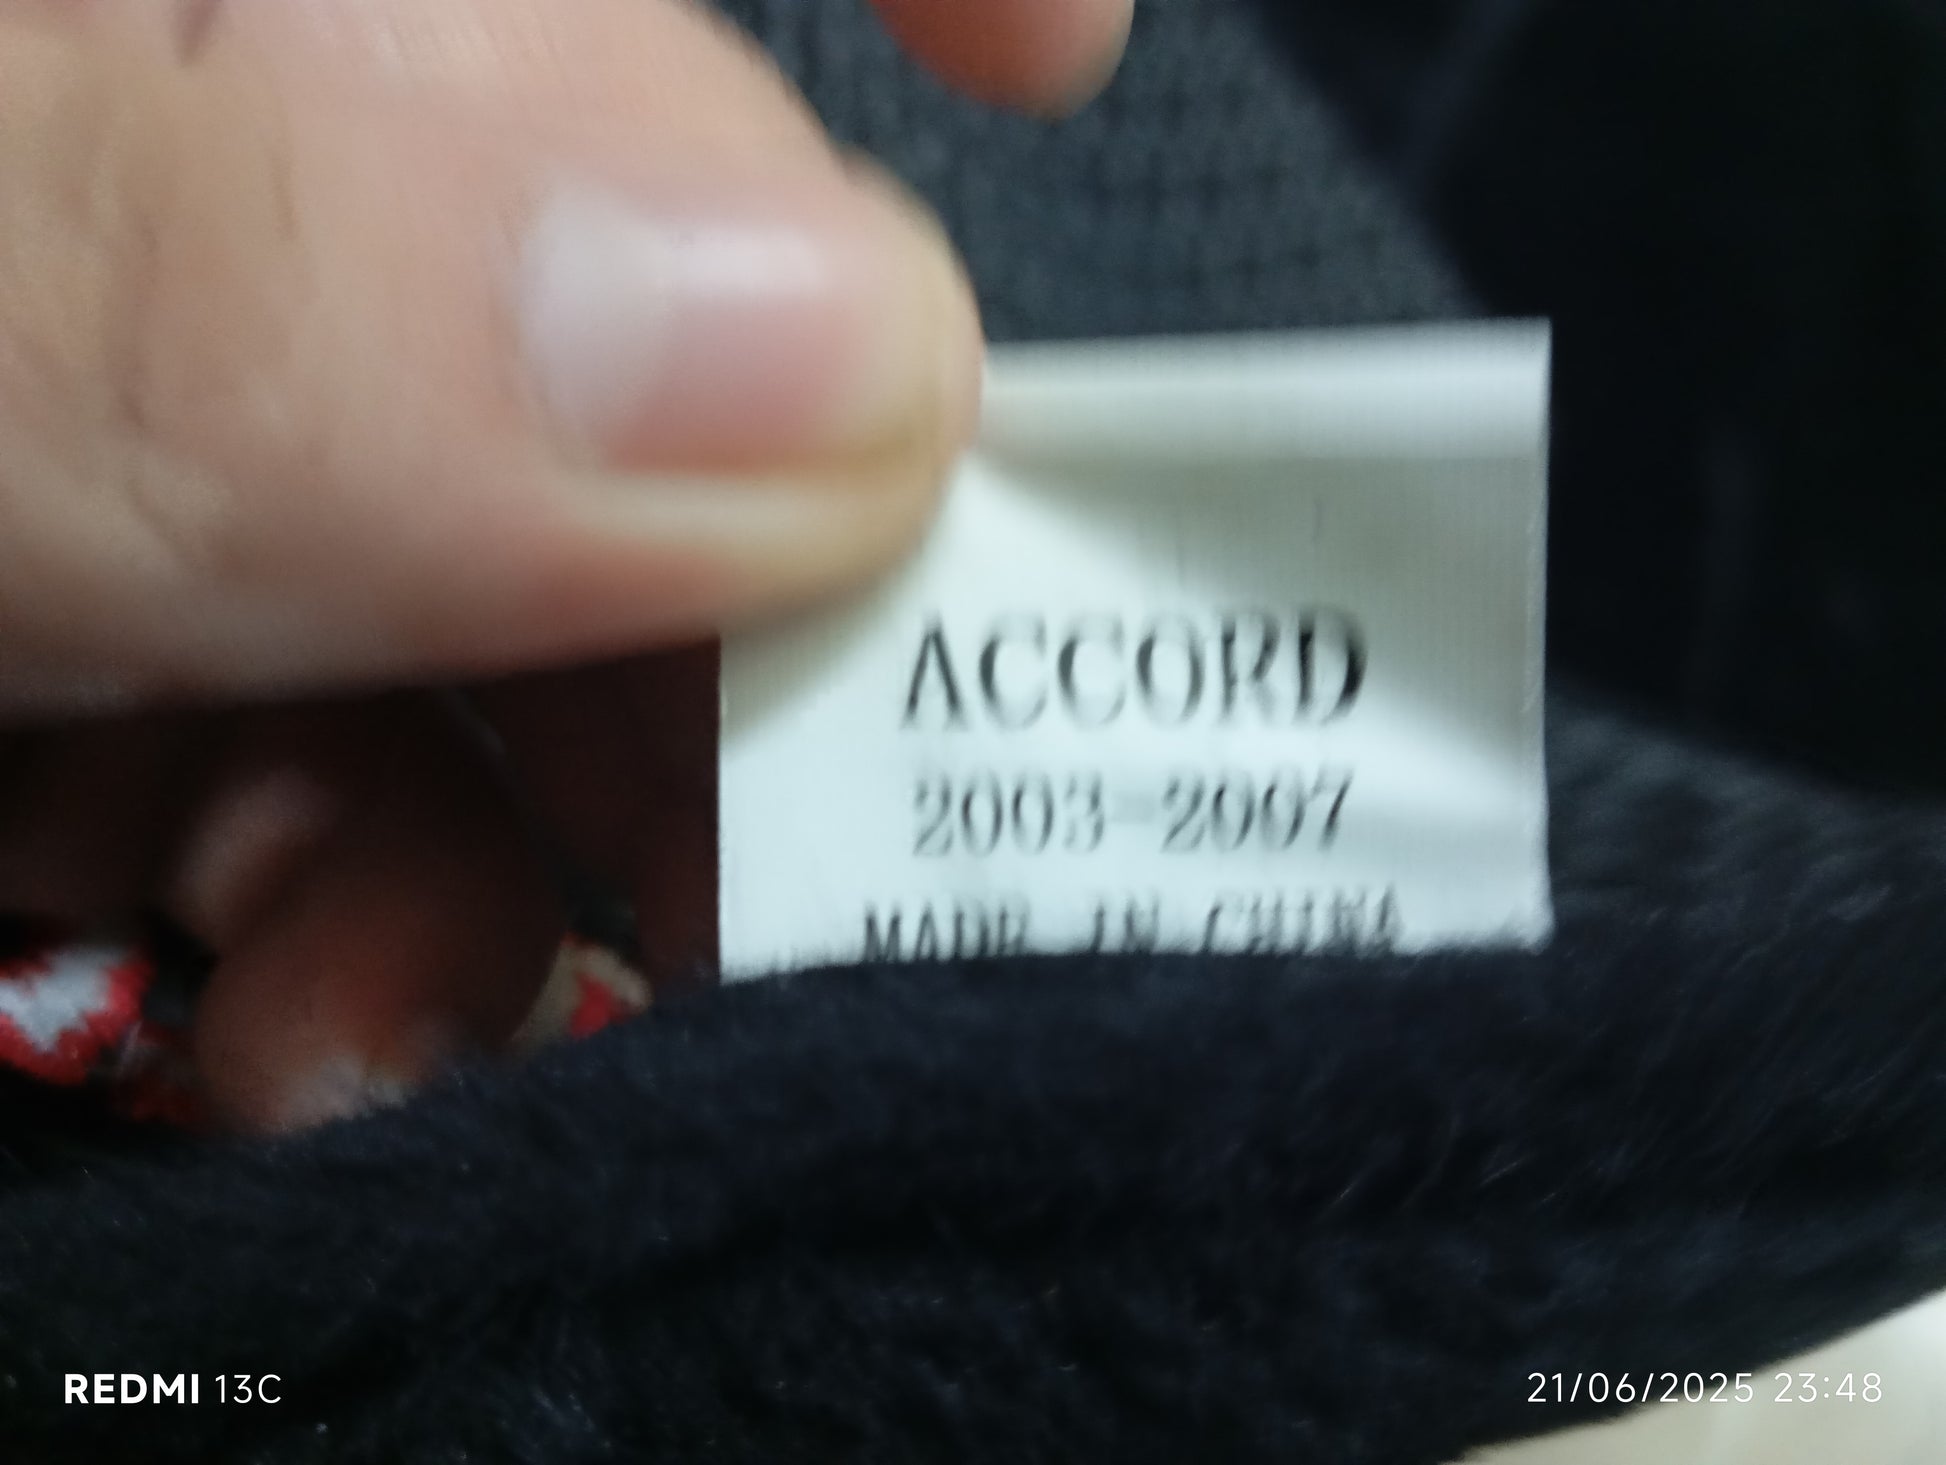 ACCORD
2003-2007
MADE IN CHINA
REDMI 13C
21/06/2025 23:48